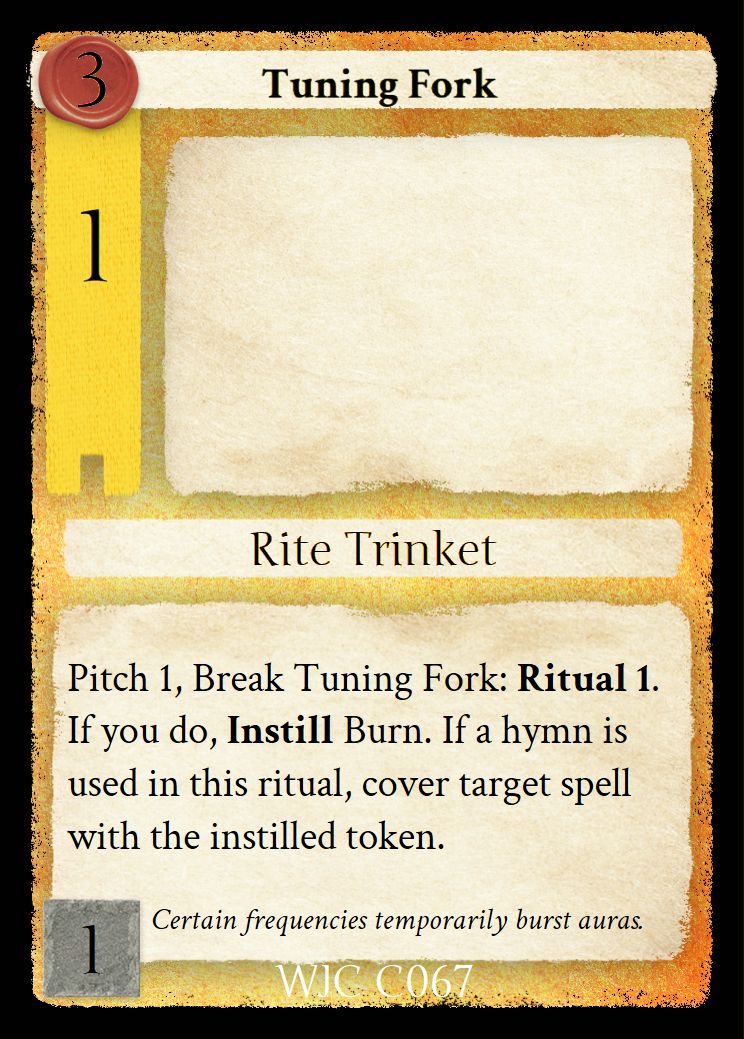 3
Tuning Fork
1
Rite Trinket
Pitch 1, Break Tuning Fork: Ritual 1.
If you do, Instill Burn. If a hymn is
used in this ritual, cover target spell
with the instilled token.
Certain frequencies temporarily burst auras.
1
WJC C067